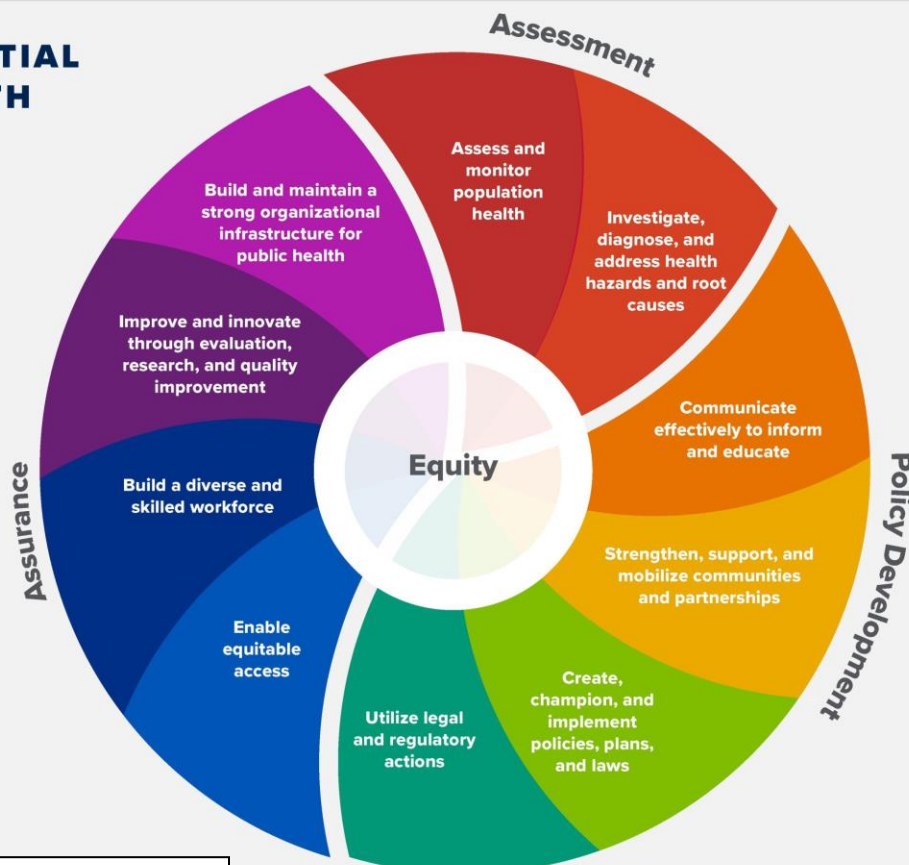 TIAL
TH
Assessment
Assess and
monitor
population
health
Investigate,
diagnose, and
address health
hazards and root
causes
Policy Development
Communicate
effectively to inform
and educate
Strengthen, support, and
mobilize communities
and partnerships
Create,
champion, and
implement
policies, plans,
and laws
Utilize legal
and regulatory
actions
Assurance
Enable
equitable
access
Build a diverse and
skilled workforce
Improve and innovate
through evaluation,
research, and quality
improvement
Build and maintain a
strong organizational
infrastructure for
public health
Equity